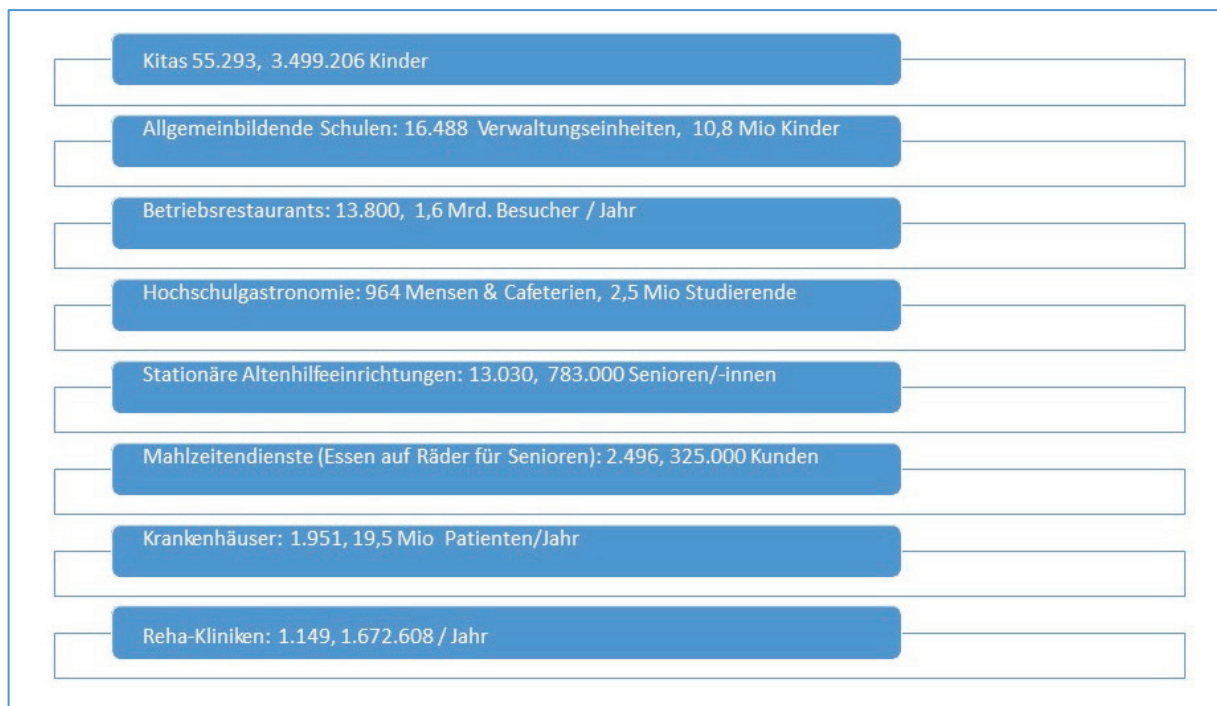 Kitas 55.293, 3.499.206 Kinder
Allgemeinbildende Schulen: 16.488 Verwaltungseinheiten, 10,8 Mio Kinder
Betriebsrestaurants: 13.800, 1,6 Mrd. Besucher / Jahr
Hochschulgastronomie: 964 Mensen & Cafeterien, 2,5 Mio Studierende
Stationäre Altenhilfeeinrichtungen: 13.030, 783.000 Senioren/-innen
Mahlzeitendienste (Essen auf Räder für Senioren): 2.496, 325.000 Kunden
Krankenhäuser: 1.951, 19,5 Mio Patienten/Jahr
Reha-Kliniken: 1.149, 1.672.608 / Jahr